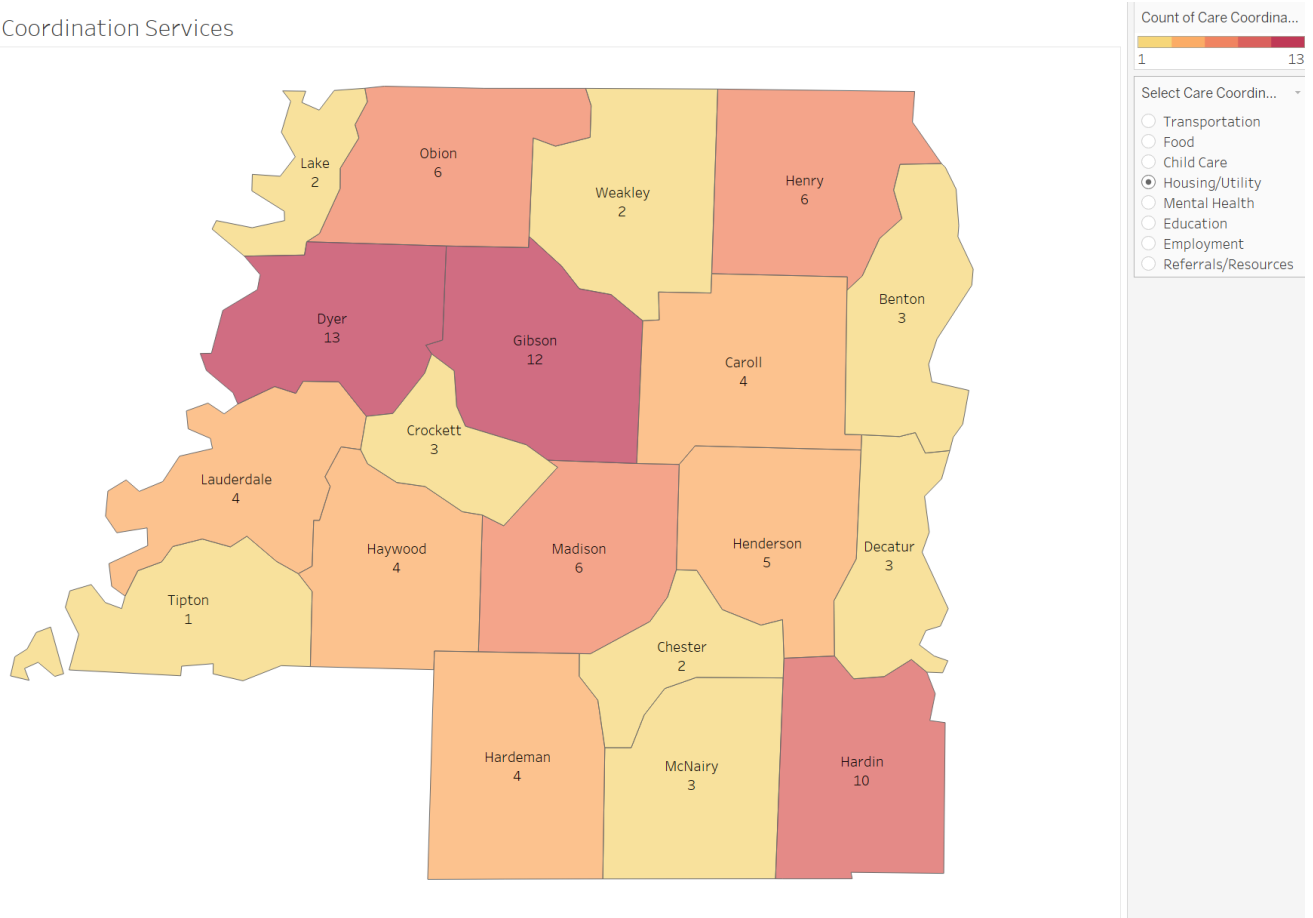 Coordination Services
Count of Care Coordina...
1
13
Select Care Coordin...
Transportation
Food
Child Care
Housing/Utility
Mental Health
Education
Employment
Referrals/Resources
Lake
2
Obion
6
Weakley
2
Henry
6
Benton
3
Dyer
13
Gibson
12
Caroll
4
Crockett
3
Lauderdale
4
Haywood
4
Madison
6
Henderson
5
Decatur
3
Tipton
1
Chester
2
Hardeman
4
McNairy
3
Hardin
10